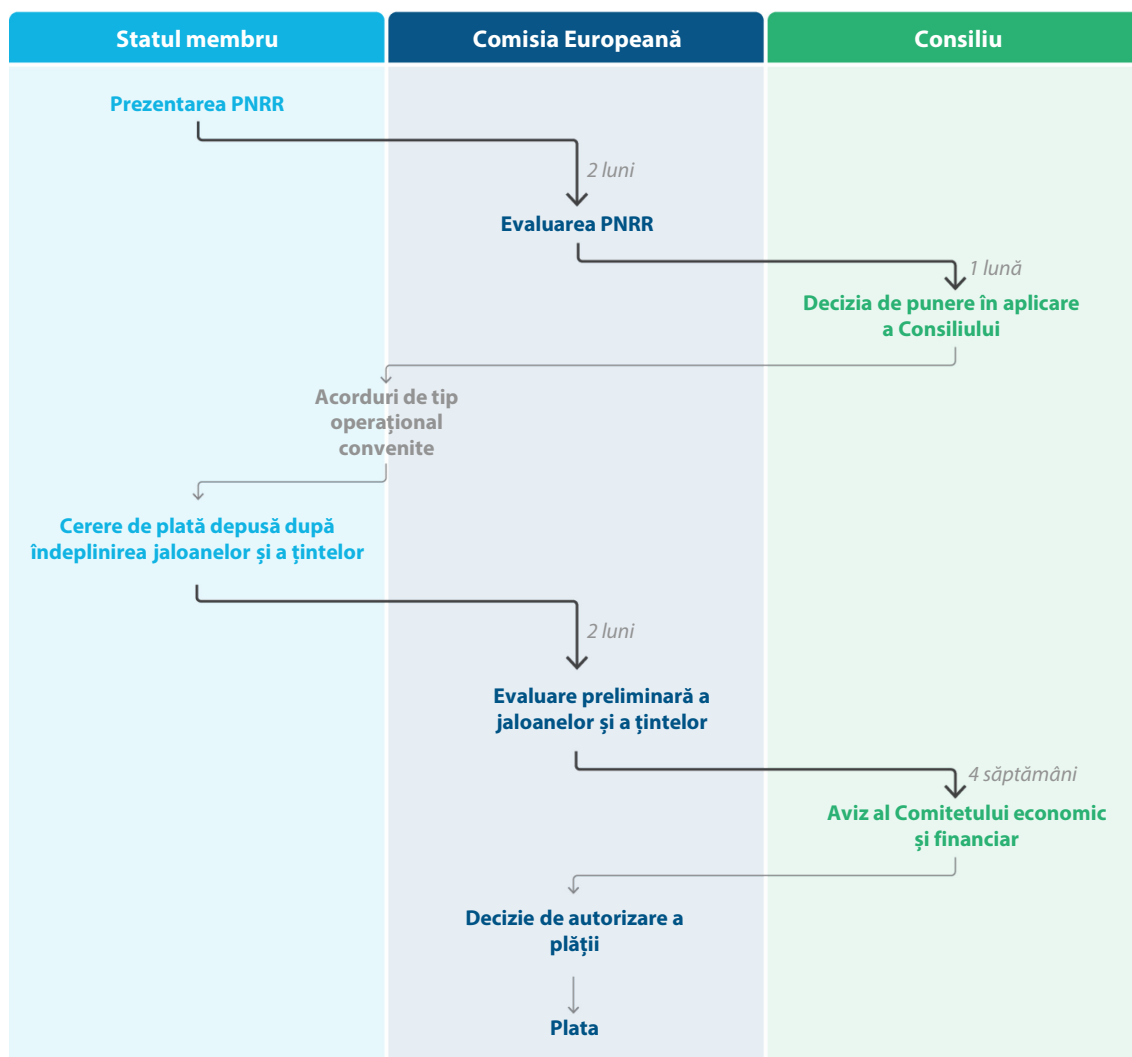 Statul membru
Comisia Europeană
Consiliu
Prezentarea PNRR
2 luni
Evaluarea PNRR
1 lună
Decizia de punere în aplicare
a Consiliului
Acorduri de tip
operațional
convenite
Cerere de plată depusă după
îndeplinirea jaloanelor și a țintelor
2 luni
Evaluare preliminară a
jaloanelor și a țintelor
4 săptămâni
Aviz al Comitetului economic
și financiar
Decizie de autorizare a
plății
Plata